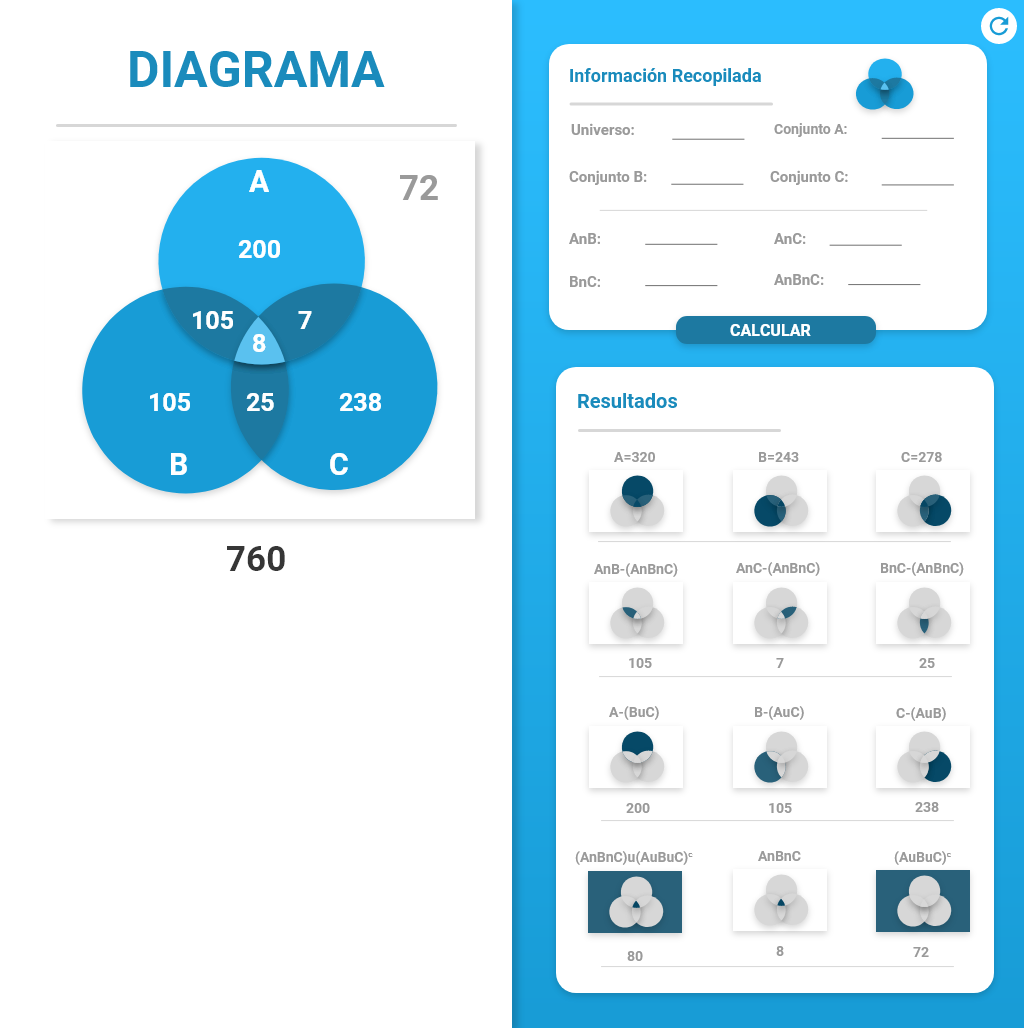 DIAGRAMA
A
72
200
105
7
8
105
25
238
B
C
760
Información Recopilada
Universo:
Conjunto A:
Conjunto B:
Conjunto C:
AnB:
AnC:
BnC:
AnBnC:
CALCULAR
Resultados
A=320
B=243
C=278
AnB-(AnBnC)
AnC-(AnBnC)
BnC-(AnBnC)
105
7
25
A-(BuC)
B-(AuC)
C-(AuB)
200
105
238
(AnBnC)u(AuBuC)ᶜ
AnBnC
(AuBuC)ᶜ
80
8
72